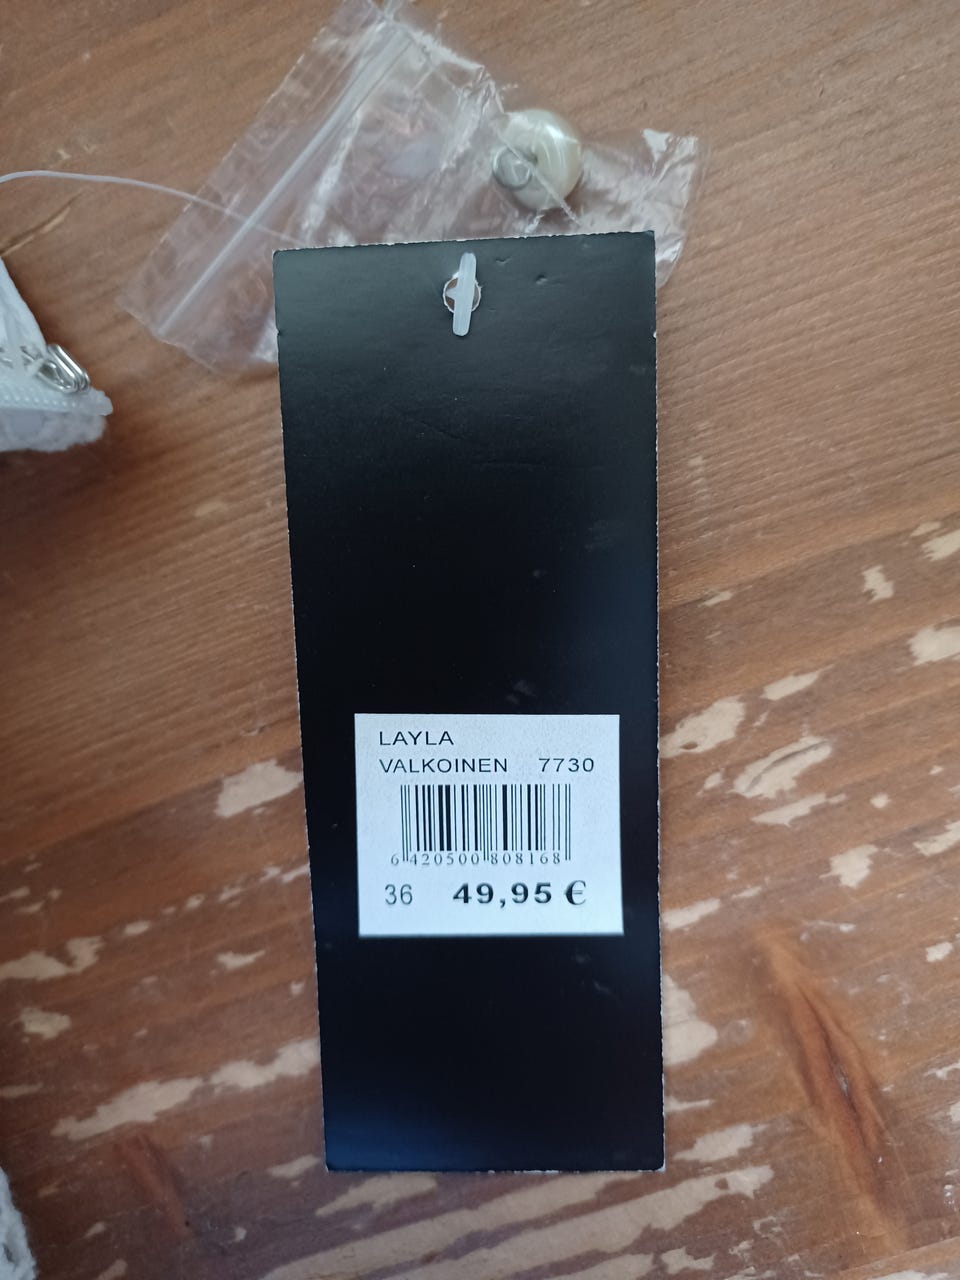 LAYLA
VALKOINEN 7730
6 420500 808168
36 49,95 €